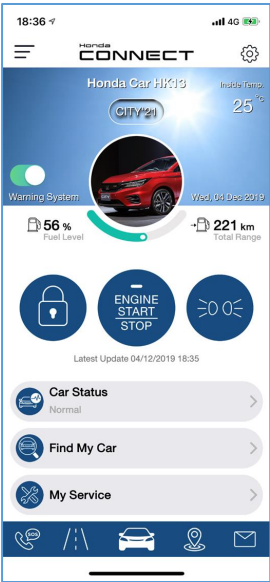 18:36
4G
Honda
CONNECT
Honda Car HK13
Inside Temp.
CITY'21
25 °c
Warning System
Wed, 04 Dec 2019
56 %
Fuel Level
221 km
Total Range
ENGINE
START
STOP
Latest Update 04/12/2019 18:35
Car Status
Normal
Find My Car
My Service
SOS